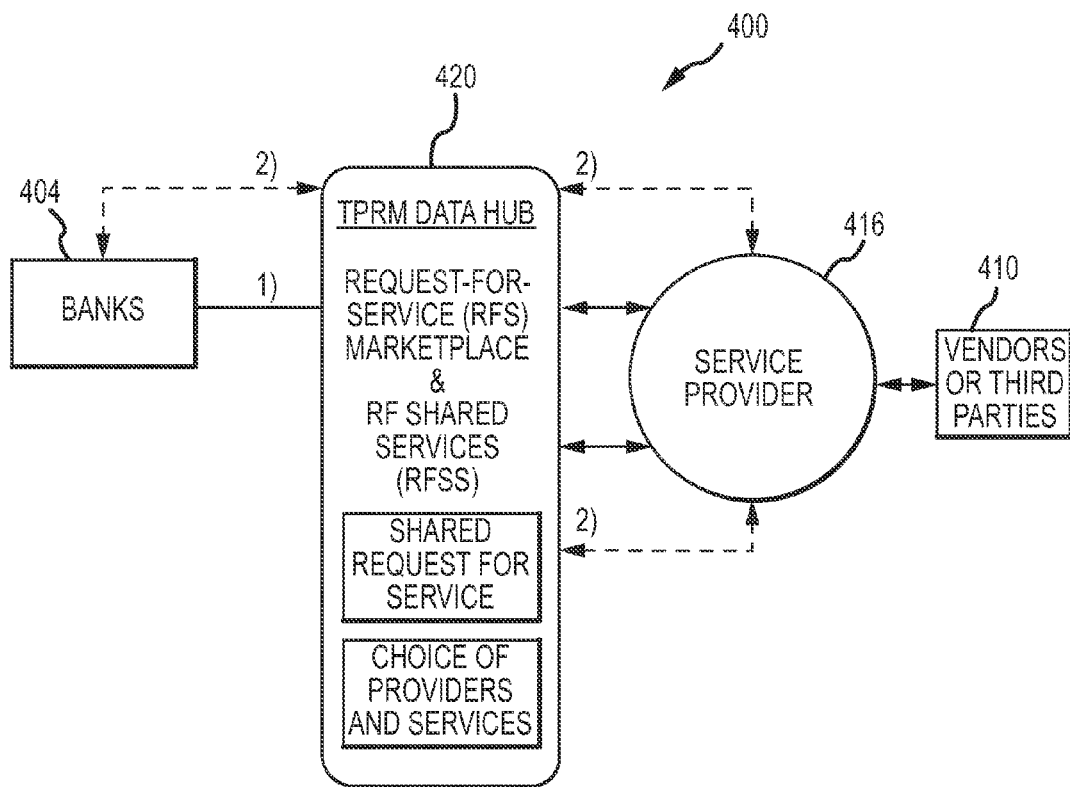 400
420
2)
2)
404
416
TPRM DATA HUB
410
1)
REQUEST-FOR-
SERVICE (RFS)
MARKETPLACE
&
RF SHARED
SERVICES
(RFSS)
BANKS
SERVICE
PROVIDER
VENDORS
OR THIRD
PARTIES
2)
SHARED
REQUEST FOR
SERVICE
CHOICE OF
PROVIDERS
AND SERVICES